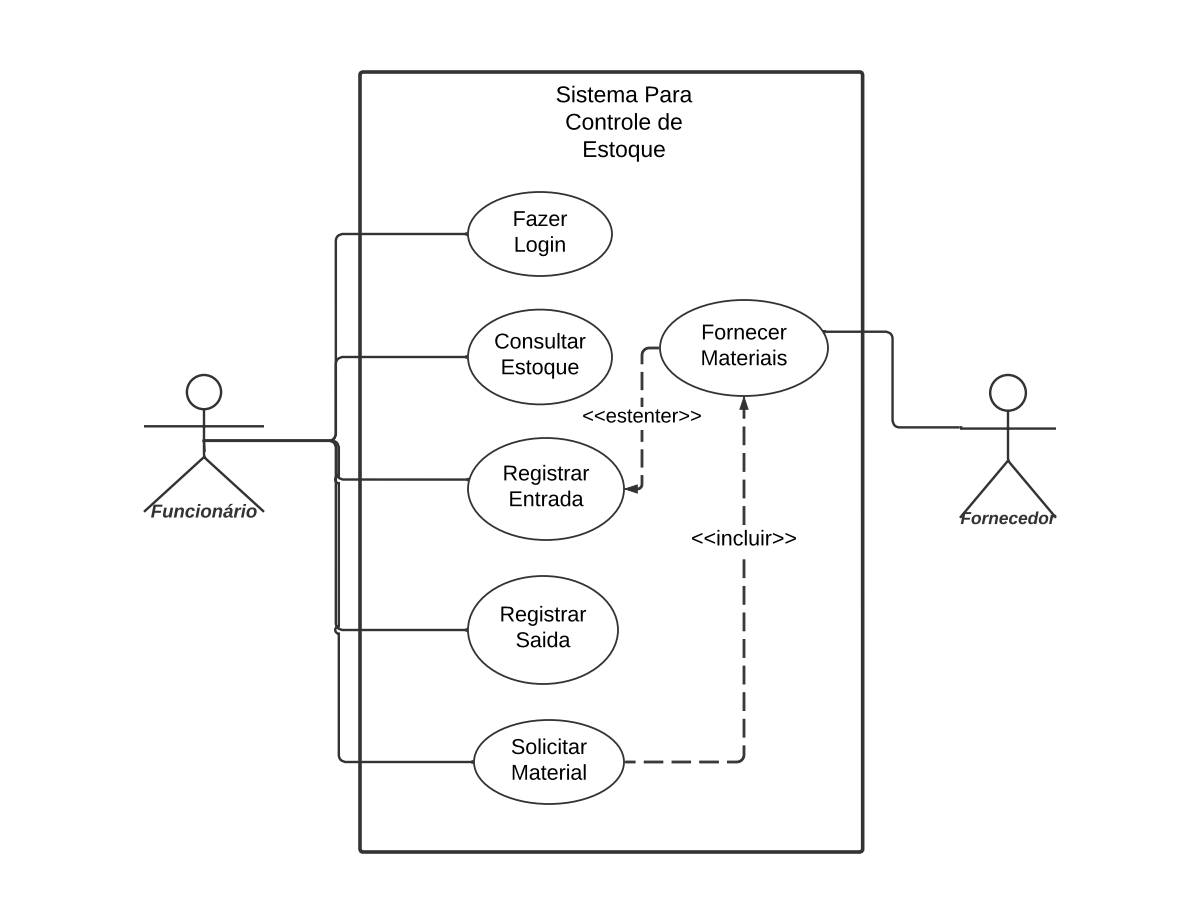 Sistema Para
Controle de
Estoque
Fazer
Login
Consultar
Estoque
Fornecer
Materiais
<<estenter>>
Registrar
Entrada
Funcionário
Fornecedor
<<incluir>>
Registrar
Saida
Solicitar
Material